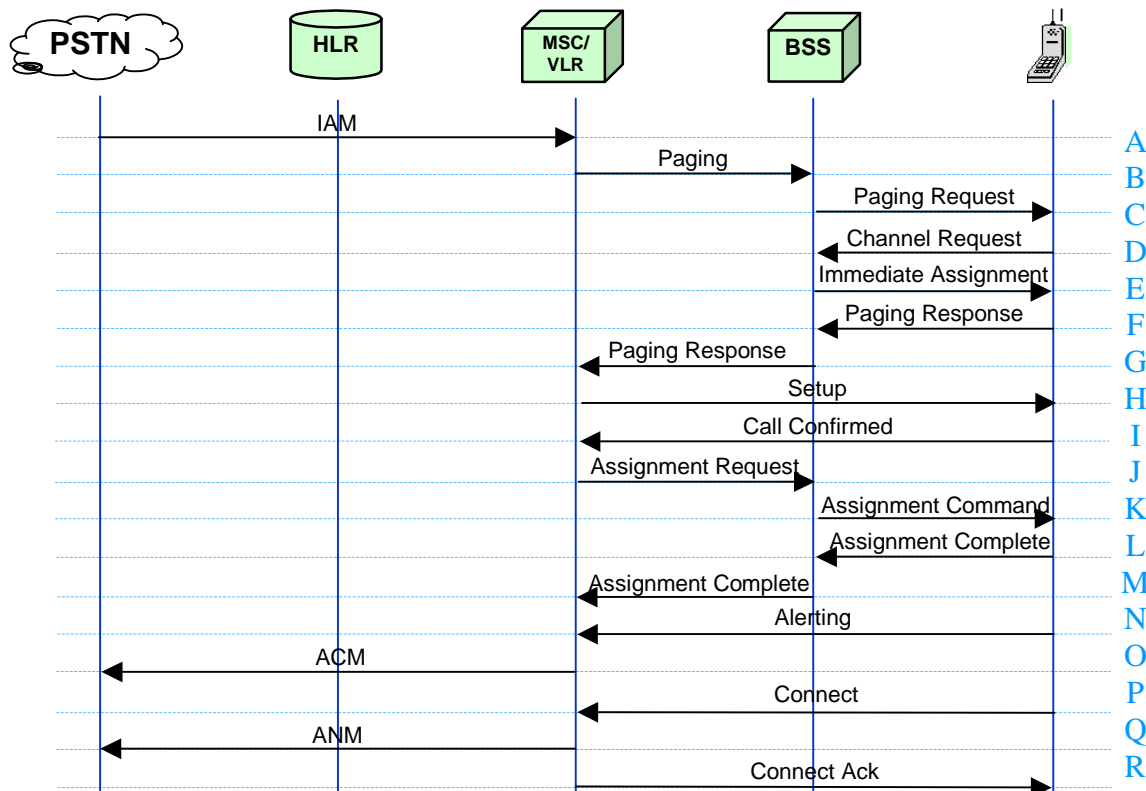 PSTN
HLR
MSC/
VLR
BSS
IAM
A
Paging
B
Paging Request
C
Channel Request
D
Immediate Assignment
E
Paging Response
F
Paging Response
G
Setup
H
Call Confirmed
I
Assignment Request
J
Assignment Command
K
Assignment Complete
L
Assignment Complete
M
Alerting
N
ACM
O
Connect
P
ANM
Q
Connect Ack
R